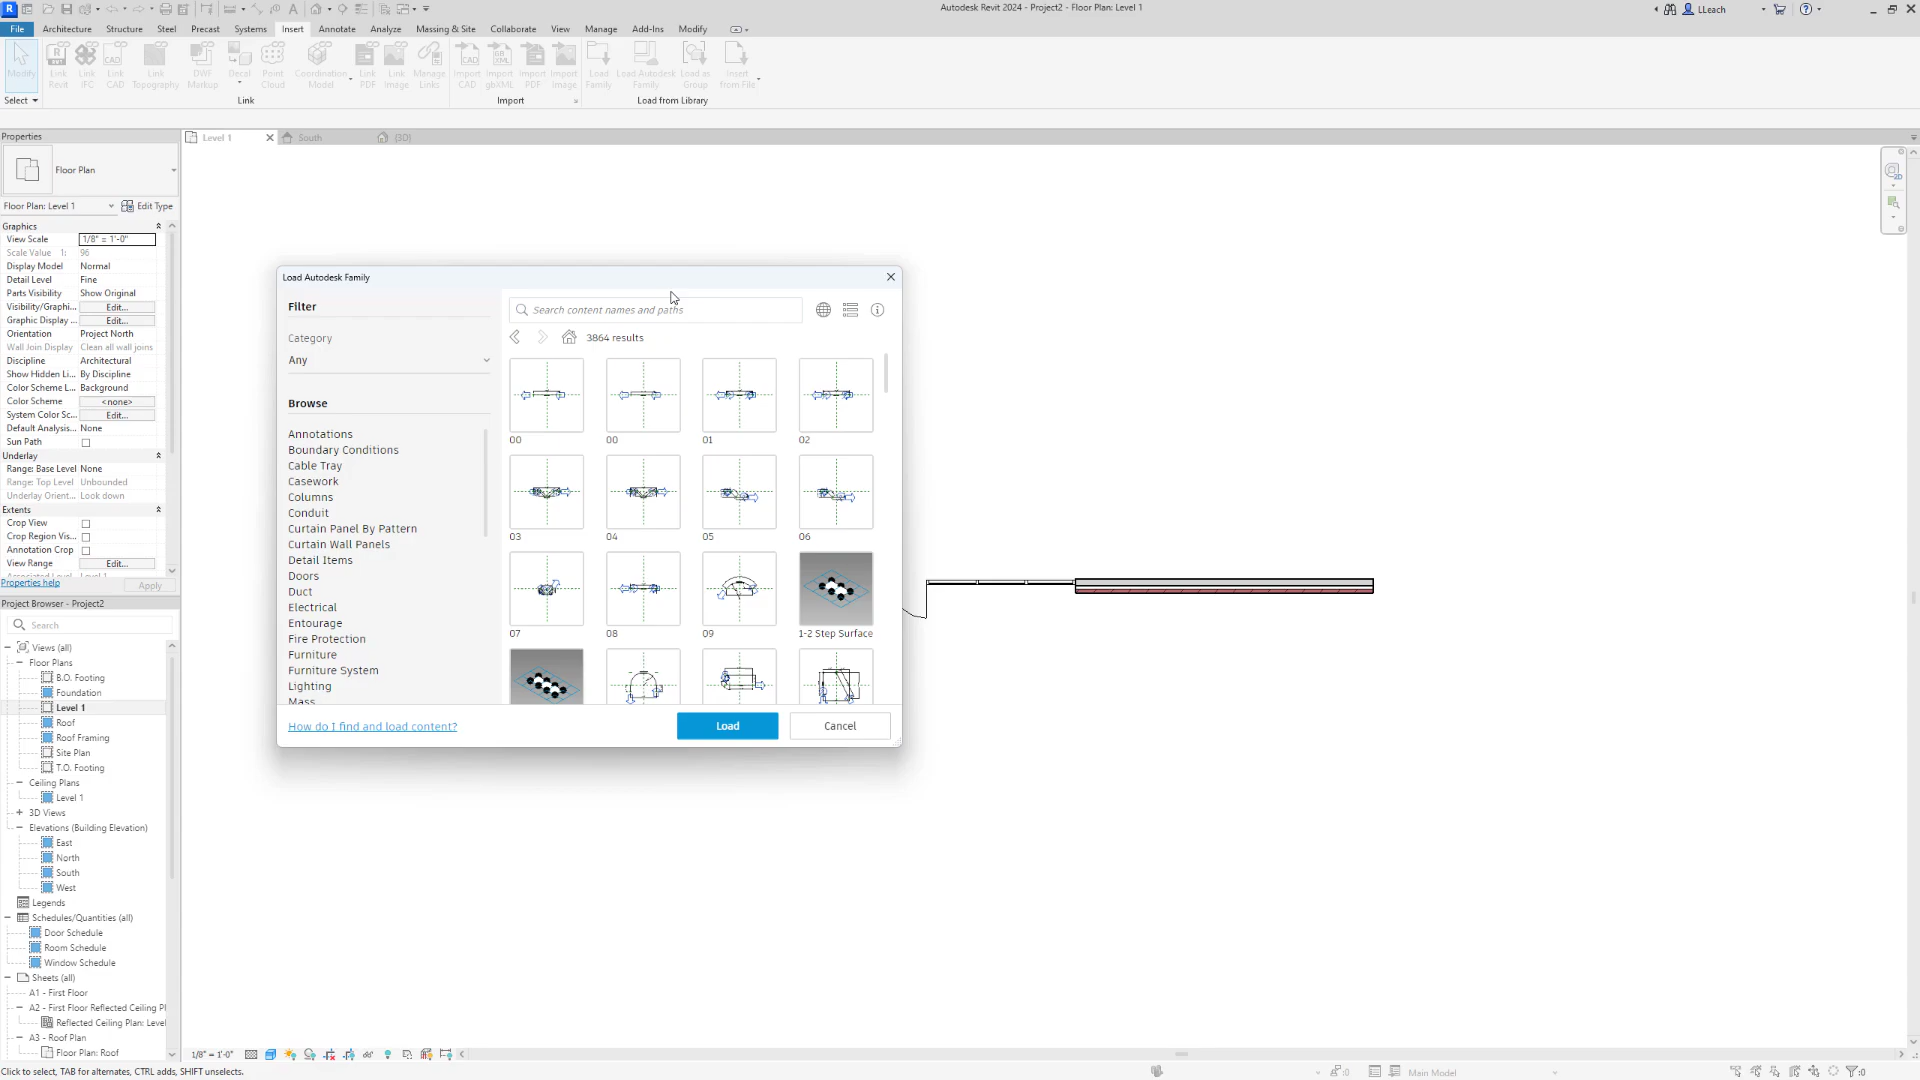 R
Autodesk Revit 2024 - Project2 - Floor Plan: Level 1
LLeach
File
Architecture
Structure
Steel
Precast
Systems
Insert
Annotate
Analyze
Massing & Site
Collaborate
View
Manage
Add-Ins
Modify
Modify
Link Revit
Link IFC
Link CAD
Link Topography
DWF Markup
Decal
Point Cloud
Coordination Model
Link PDF
Link Image
Manage Links
Import CAD
Import gbXML
Import PDF
Import Image
Load Family
Load Autodesk Family
Load as Group
Insert from File
Select
Link
Import
Load from Library
Properties
Level 1
South
{3D}
Floor Plan
Floor Plan: Level 1
Edit Type
Graphics
View Scale 1/8" = 1'-0"
Scale Value 1: 96
Display Model Normal
Detail Level Fine
Parts Visibility Show Original
Visibility/Graphi... Edit...
Graphic Display ... Edit...
Orientation Project North
Wall Join Display Clean all wall joins
Discipline Architectural
Show Hidden Li... By Discipline
Color Scheme L... Background
Color Scheme <none>
System Color Sc... Edit...
Default Analysis... None
Sun Path
Underlay
Range: Base Level None
Range: Top Level Unbounded
Underlay Orient... Look down
Extents
Crop View
Crop Region Vis...
Annotation Crop
View Range Edit...
Properties help
Apply
Project Browser - Project2
Search
Views (all)
Floor Plans
B.O. Footing
Foundation
Level 1
Roof
Roof Framing
Site Plan
T.O. Footing
Ceiling Plans
Level 1
3D Views
Elevations (Building Elevation)
East
North
South
West
Legends
Schedules/Quantities (all)
Door Schedule
Room Schedule
Window Schedule
Sheets (all)
A1 - First Floor
A2 - First Floor Reflected Ceiling Pl
Reflected Ceiling Plan: Level
A3 - Roof Plan
Floor Plan: Roof
Load Autodesk Family
Filter
Category
Any
Browse
Annotations
Boundary Conditions
Cable Tray
Casework
Columns
Conduit
Curtain Panel By Pattern
Curtain Wall Panels
Detail Items
Doors
Duct
Electrical
Entourage
Fire Protection
Furniture
Furniture System
Lighting
Mass
Search content names and paths
3864 results
00
00
01
02
03
04
05
06
07
08
09
1-2 Step Surface
How do I find and load content?
Load
Cancel
1/8" = 1'-0"
Click to select, TAB for alternates, CTRL adds, SHIFT unselects.
:0
Main Model
:0